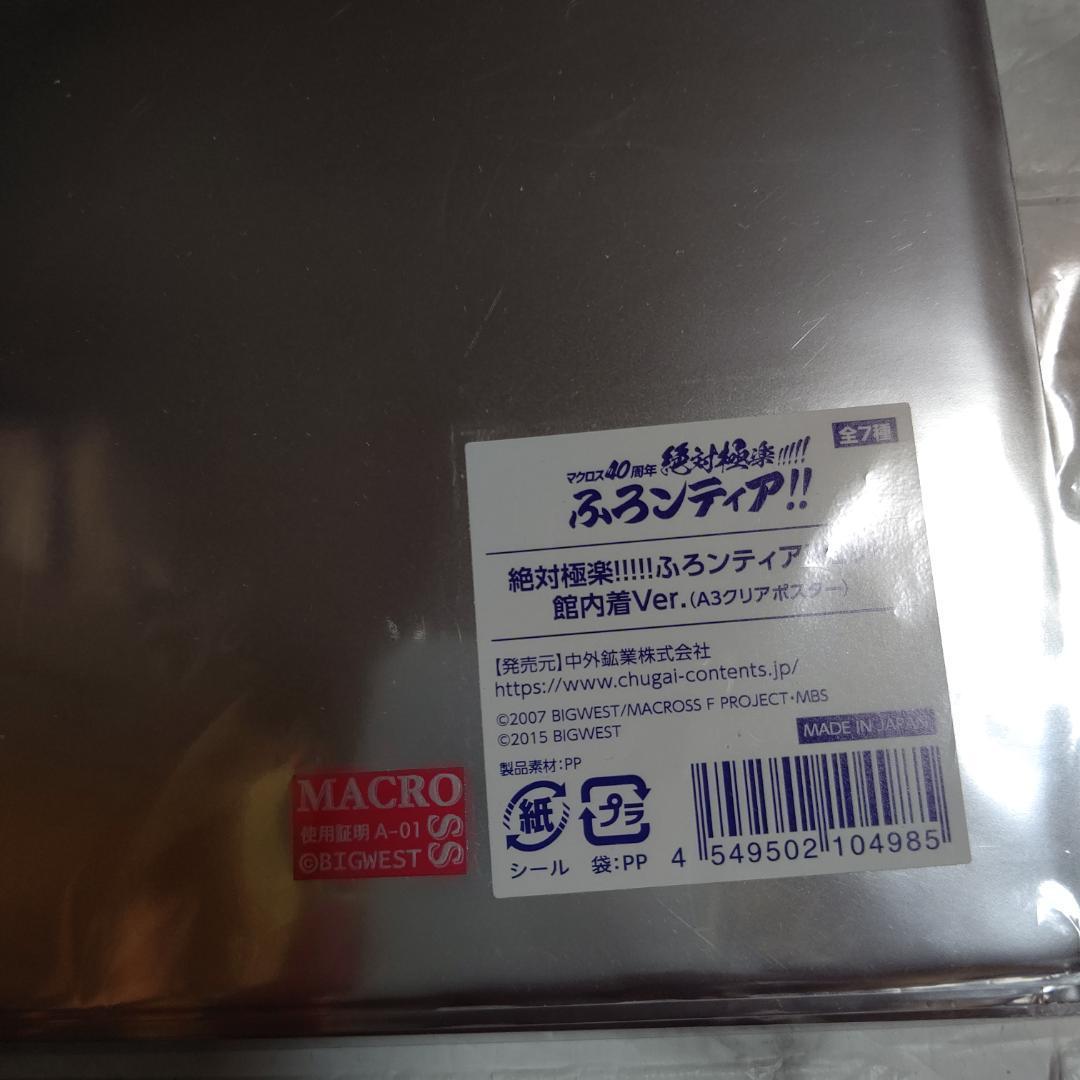 全7種
マクロス40周年 絶対極楽!!!!!
ふろンティア!!
絶対極楽!!!!!ふろンティア
館内着Ver.(A3クリアポスター)
【発売元】中外鉱業株式会社
https://www.chugai-contents.jp/
©2007 BIGWEST/MACROSS F PROJECT・MBS
©2015 BIGWEST
MADE IN JAPAN
製品素材:PP
紙
プラ
シール
袋:PP
4 549502 104985
MACROSS
使用証明 A-01
©BIGWEST